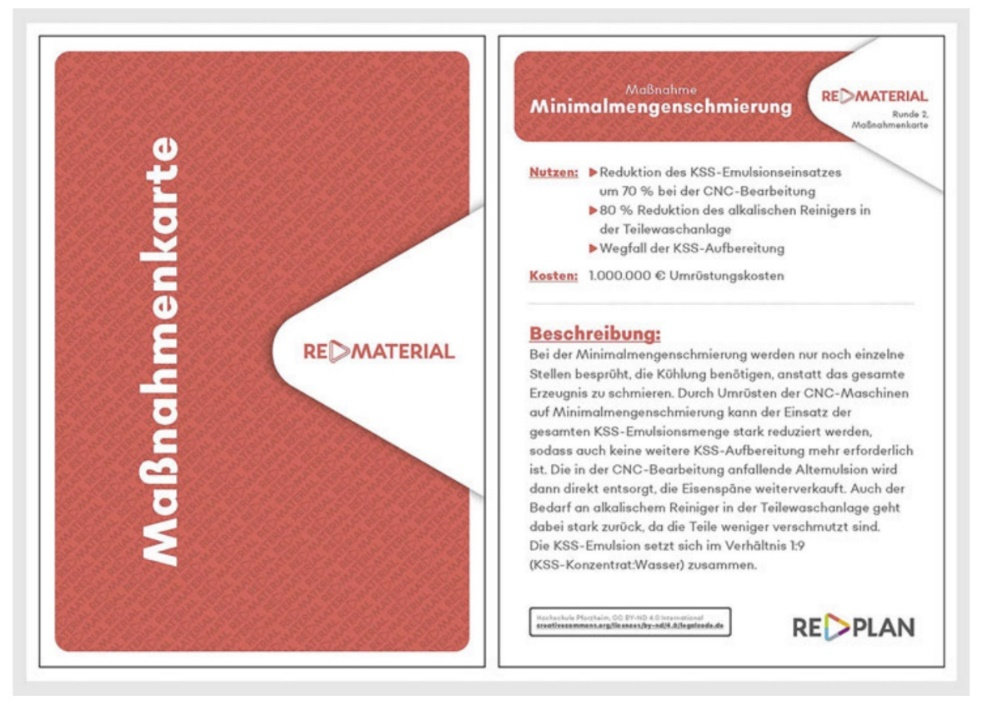 Maßnahmenkarte
RE MATERIAL
Maßnahme
Minimalmengenschmierung
RE MATERIAL
Runde 2,
Maßnahmenkarte
Nutzen: ▶Reduktion des KSS-Emulsionseinsatzes
um 70 % bei der CNC-Bearbeitung
▶80 % Reduktion des alkalischen Reinigers in
der Teilewaschanlage
▶Wegfall der KSS-Aufbereitung
Kosten: 1.000.000 € Umrüstungskosten
Beschreibung:
Bei der Minimalmengenschmierung werden nur noch einzelne
Stellen besprüht, die Kühlung benötigen, anstatt das gesamte
Erzeugnis zu schmieren. Durch Umrüsten der CNC-Maschinen
auf Minimalmengenschmierung kann der Einsatz der
gesamten KSS-Emulsionsmenge stark reduziert werden,
sodass auch keine weitere KSS-Aufbereitung mehr erforderlich
ist. Die in der CNC-Bearbeitung anfallende Altemulsion wird
dann direkt entsorgt, die Eisenspäne weiterverkauft. Auch der
Bedarf an alkalischem Reiniger in der Teilewaschanlage geht
dabei stark zurück, da die Teile weniger verschmutzt sind.
Die KSS-Emulsion setzt sich im Verhältnis 1:9
(KSS-Konzentrat:Wasser) zusammen.
Hochschule Pforzheim, CC BY-ND 4.0 International
creativecommons.org/licenses/by-nd/4.0/legalcode.de
RE PLAN